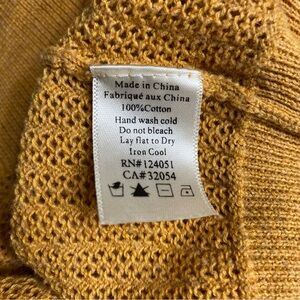 Made in China
Fabriqué aux China
100%Cotton
Hand wash cold
Do not bleach
Lay flat to Dry
Iron Cool
RN#124051
CA#32054